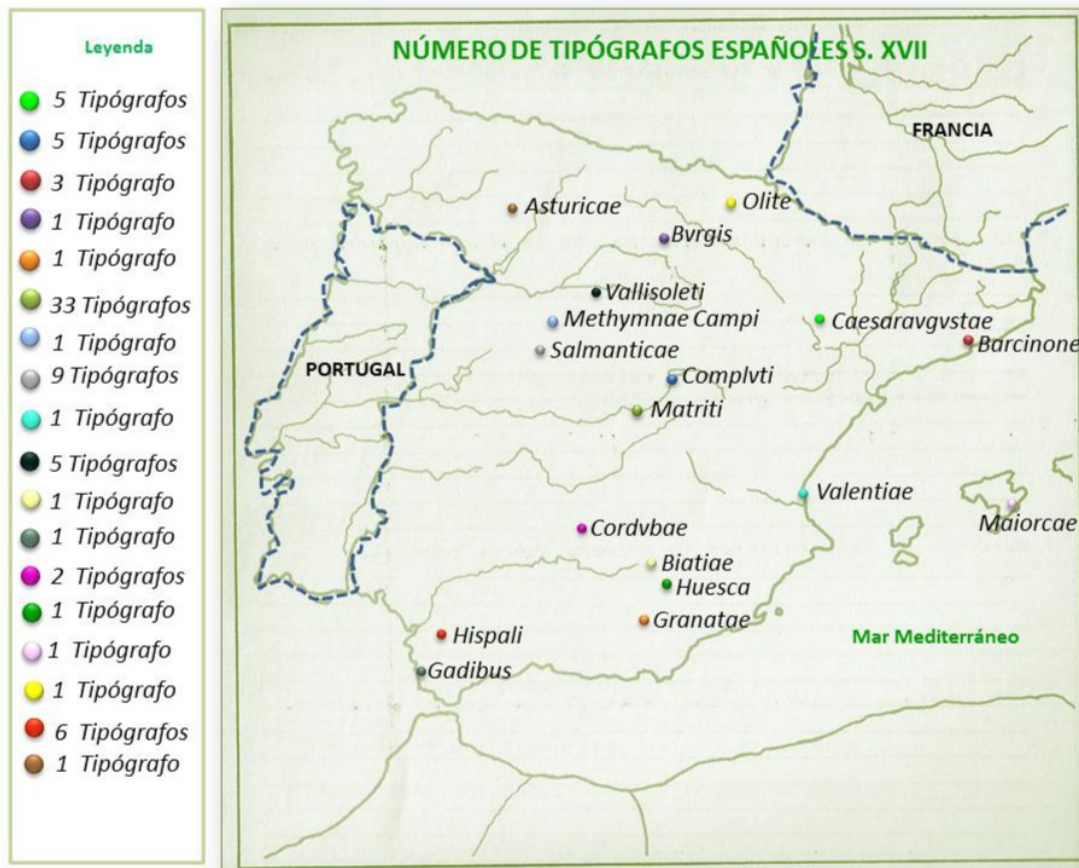 Leyenda
5 Tipógrafos
5 Tipógrafos
3 Tipógrafo
1 Tipógrafo
1 Tipógrafo
33 Tipógrafos
1 Tipógrafo
9 Tipógrafos
1 Tipógrafo
5 Tipógrafos
1 Tipógrafo
1 Tipógrafo
2 Tipógrafos
1 Tipógrafo
1 Tipógrafo
1 Tipógrafo
6 Tipógrafos
1 Tipógrafo
NÚMERO DE TIPÓGRAFOS ESPAÑOLES S. XVII
FRANCIA
Asturicae
Olite
Bvrgis
Vallisoleti
Methymnae Campi
Caesaravgvstae
Salmanticae
Barcinone
PORTUGAL
Complvti
Matriti
Valentiae
Maiorcae
Cordvbae
Biatiae
Huesca
Granatae
Hispali
Mar Mediterráneo
Gadibus